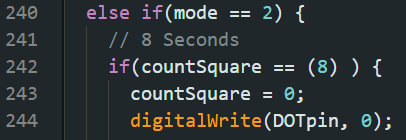 240 else if(mode == 2) {
241 // 8 Seconds
242 if(countSquare == (8) ) {
243 countSquare = 0;
244 digitalWrite(DOTpin, 0);